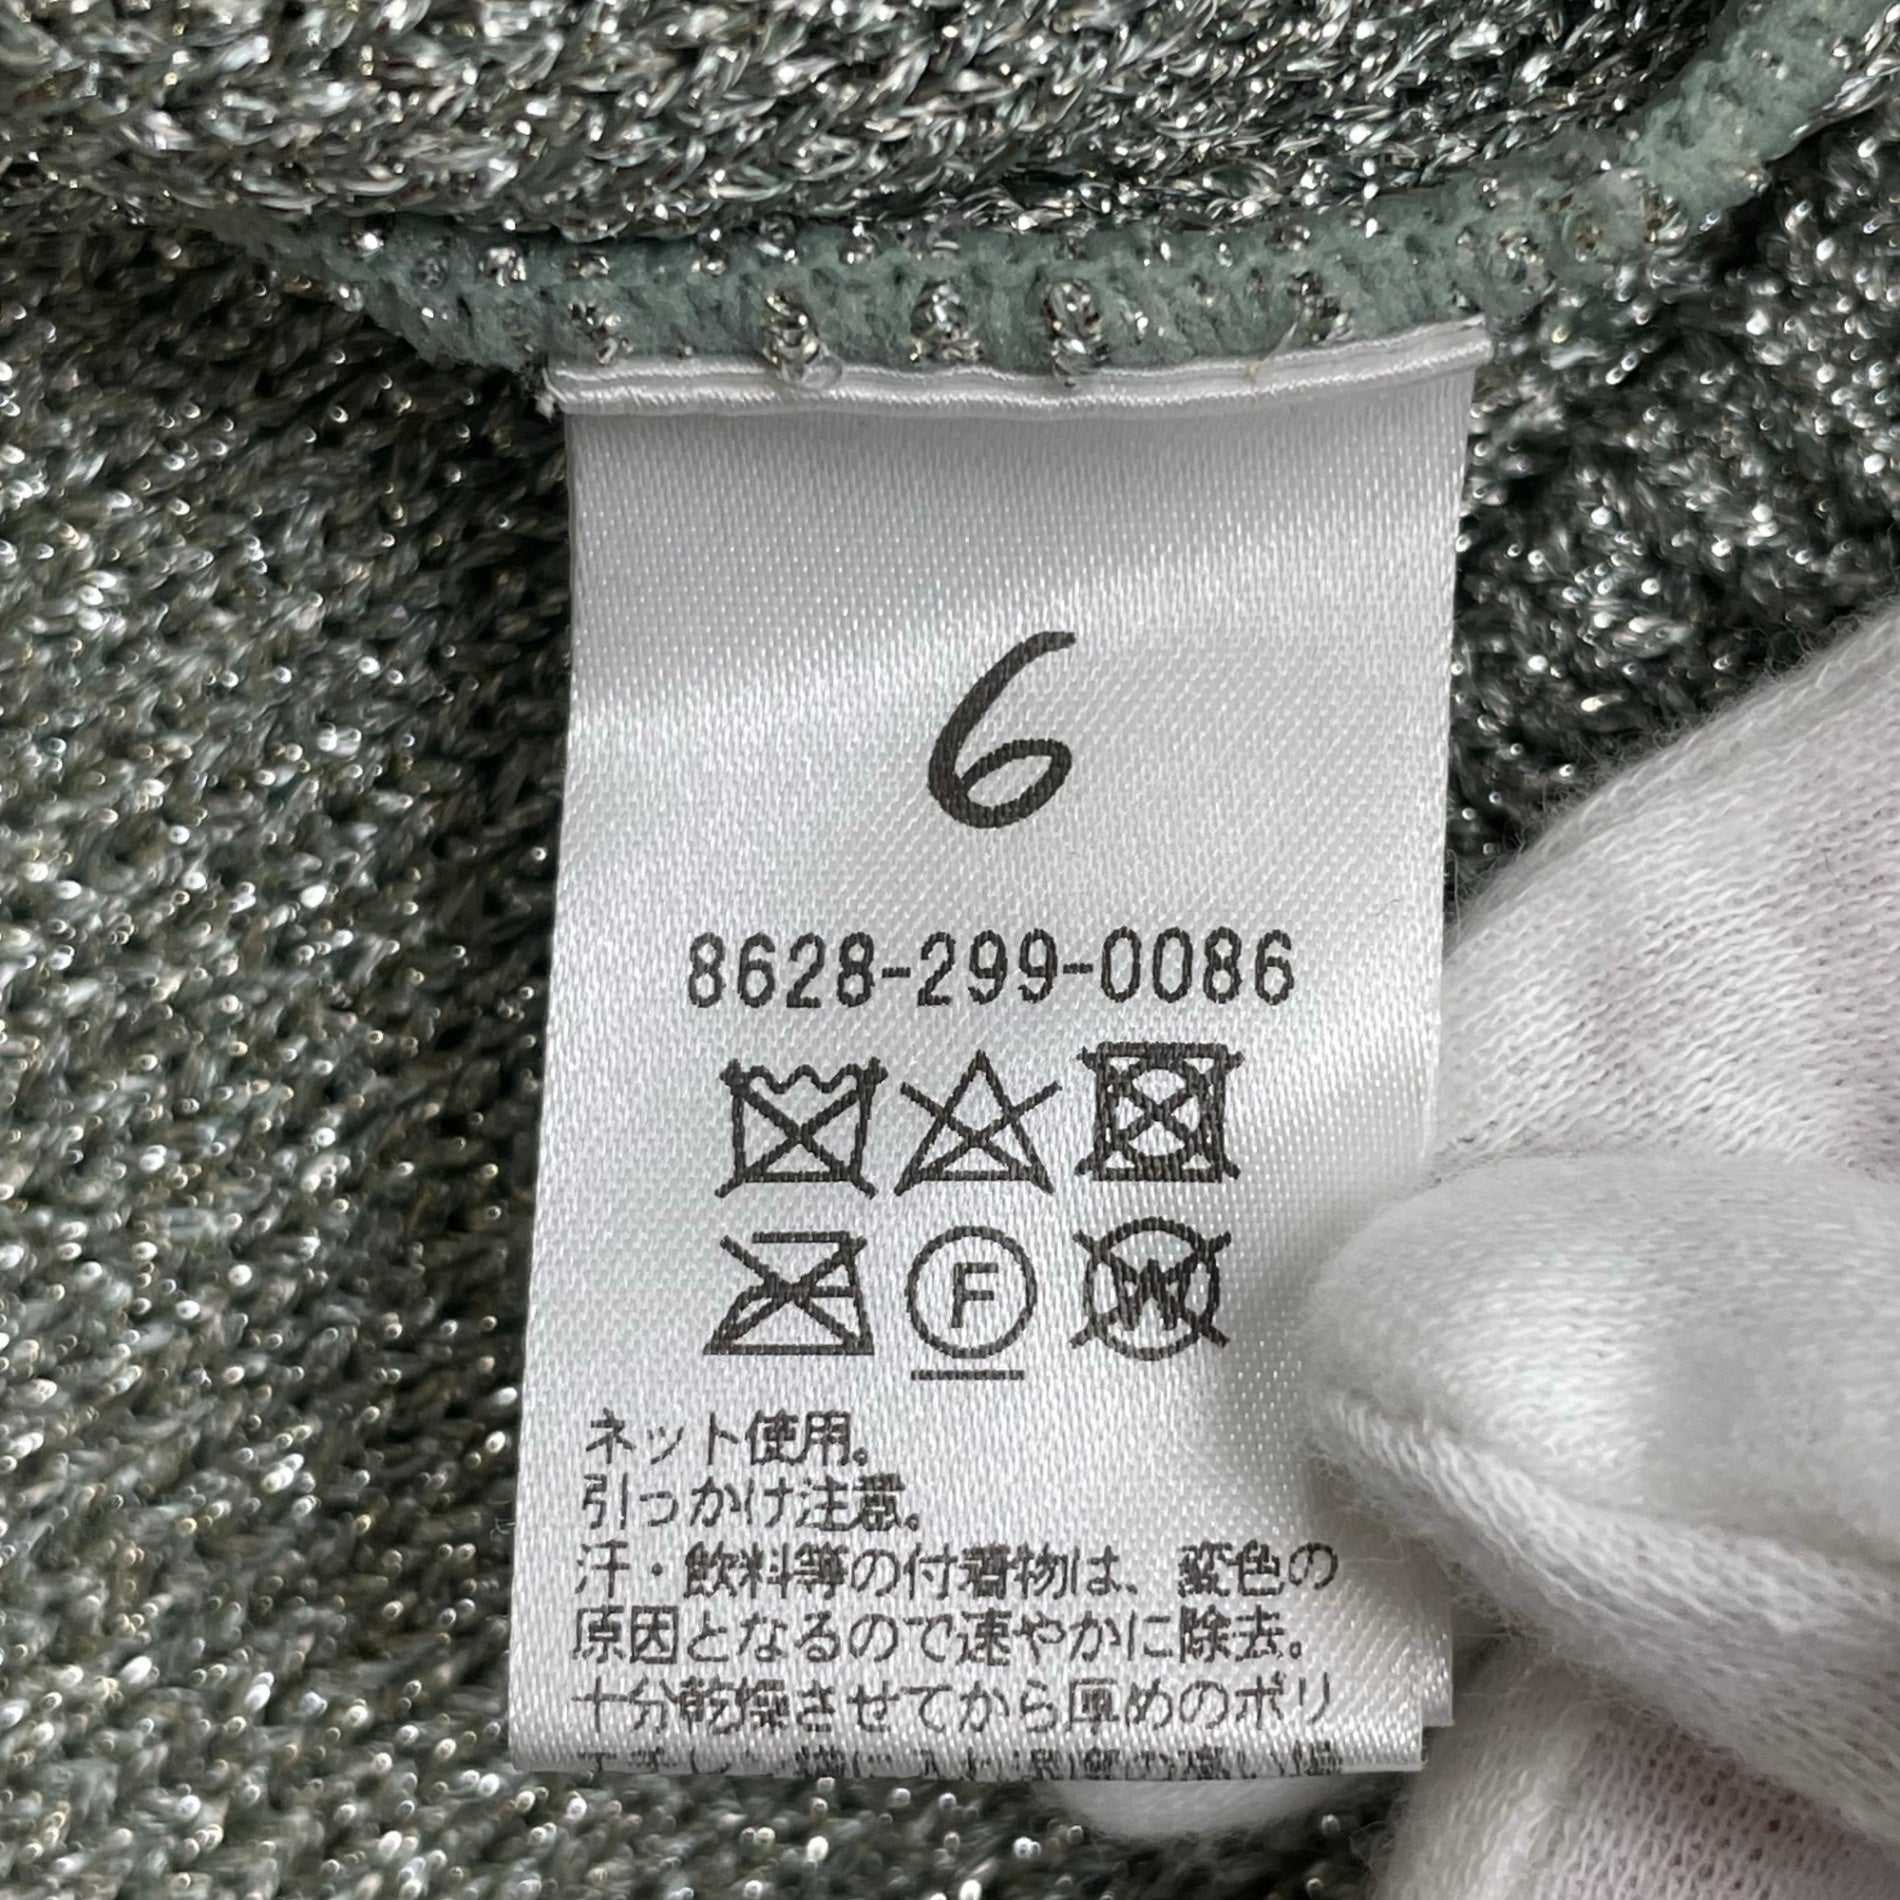 6
8628-299-0086
F
W
ネット使用。
引っかけ注意。
汗・飲料等の付着物は、変色の
原因となるので速やかに除去。
十分乾燥させてから厚めのポリ